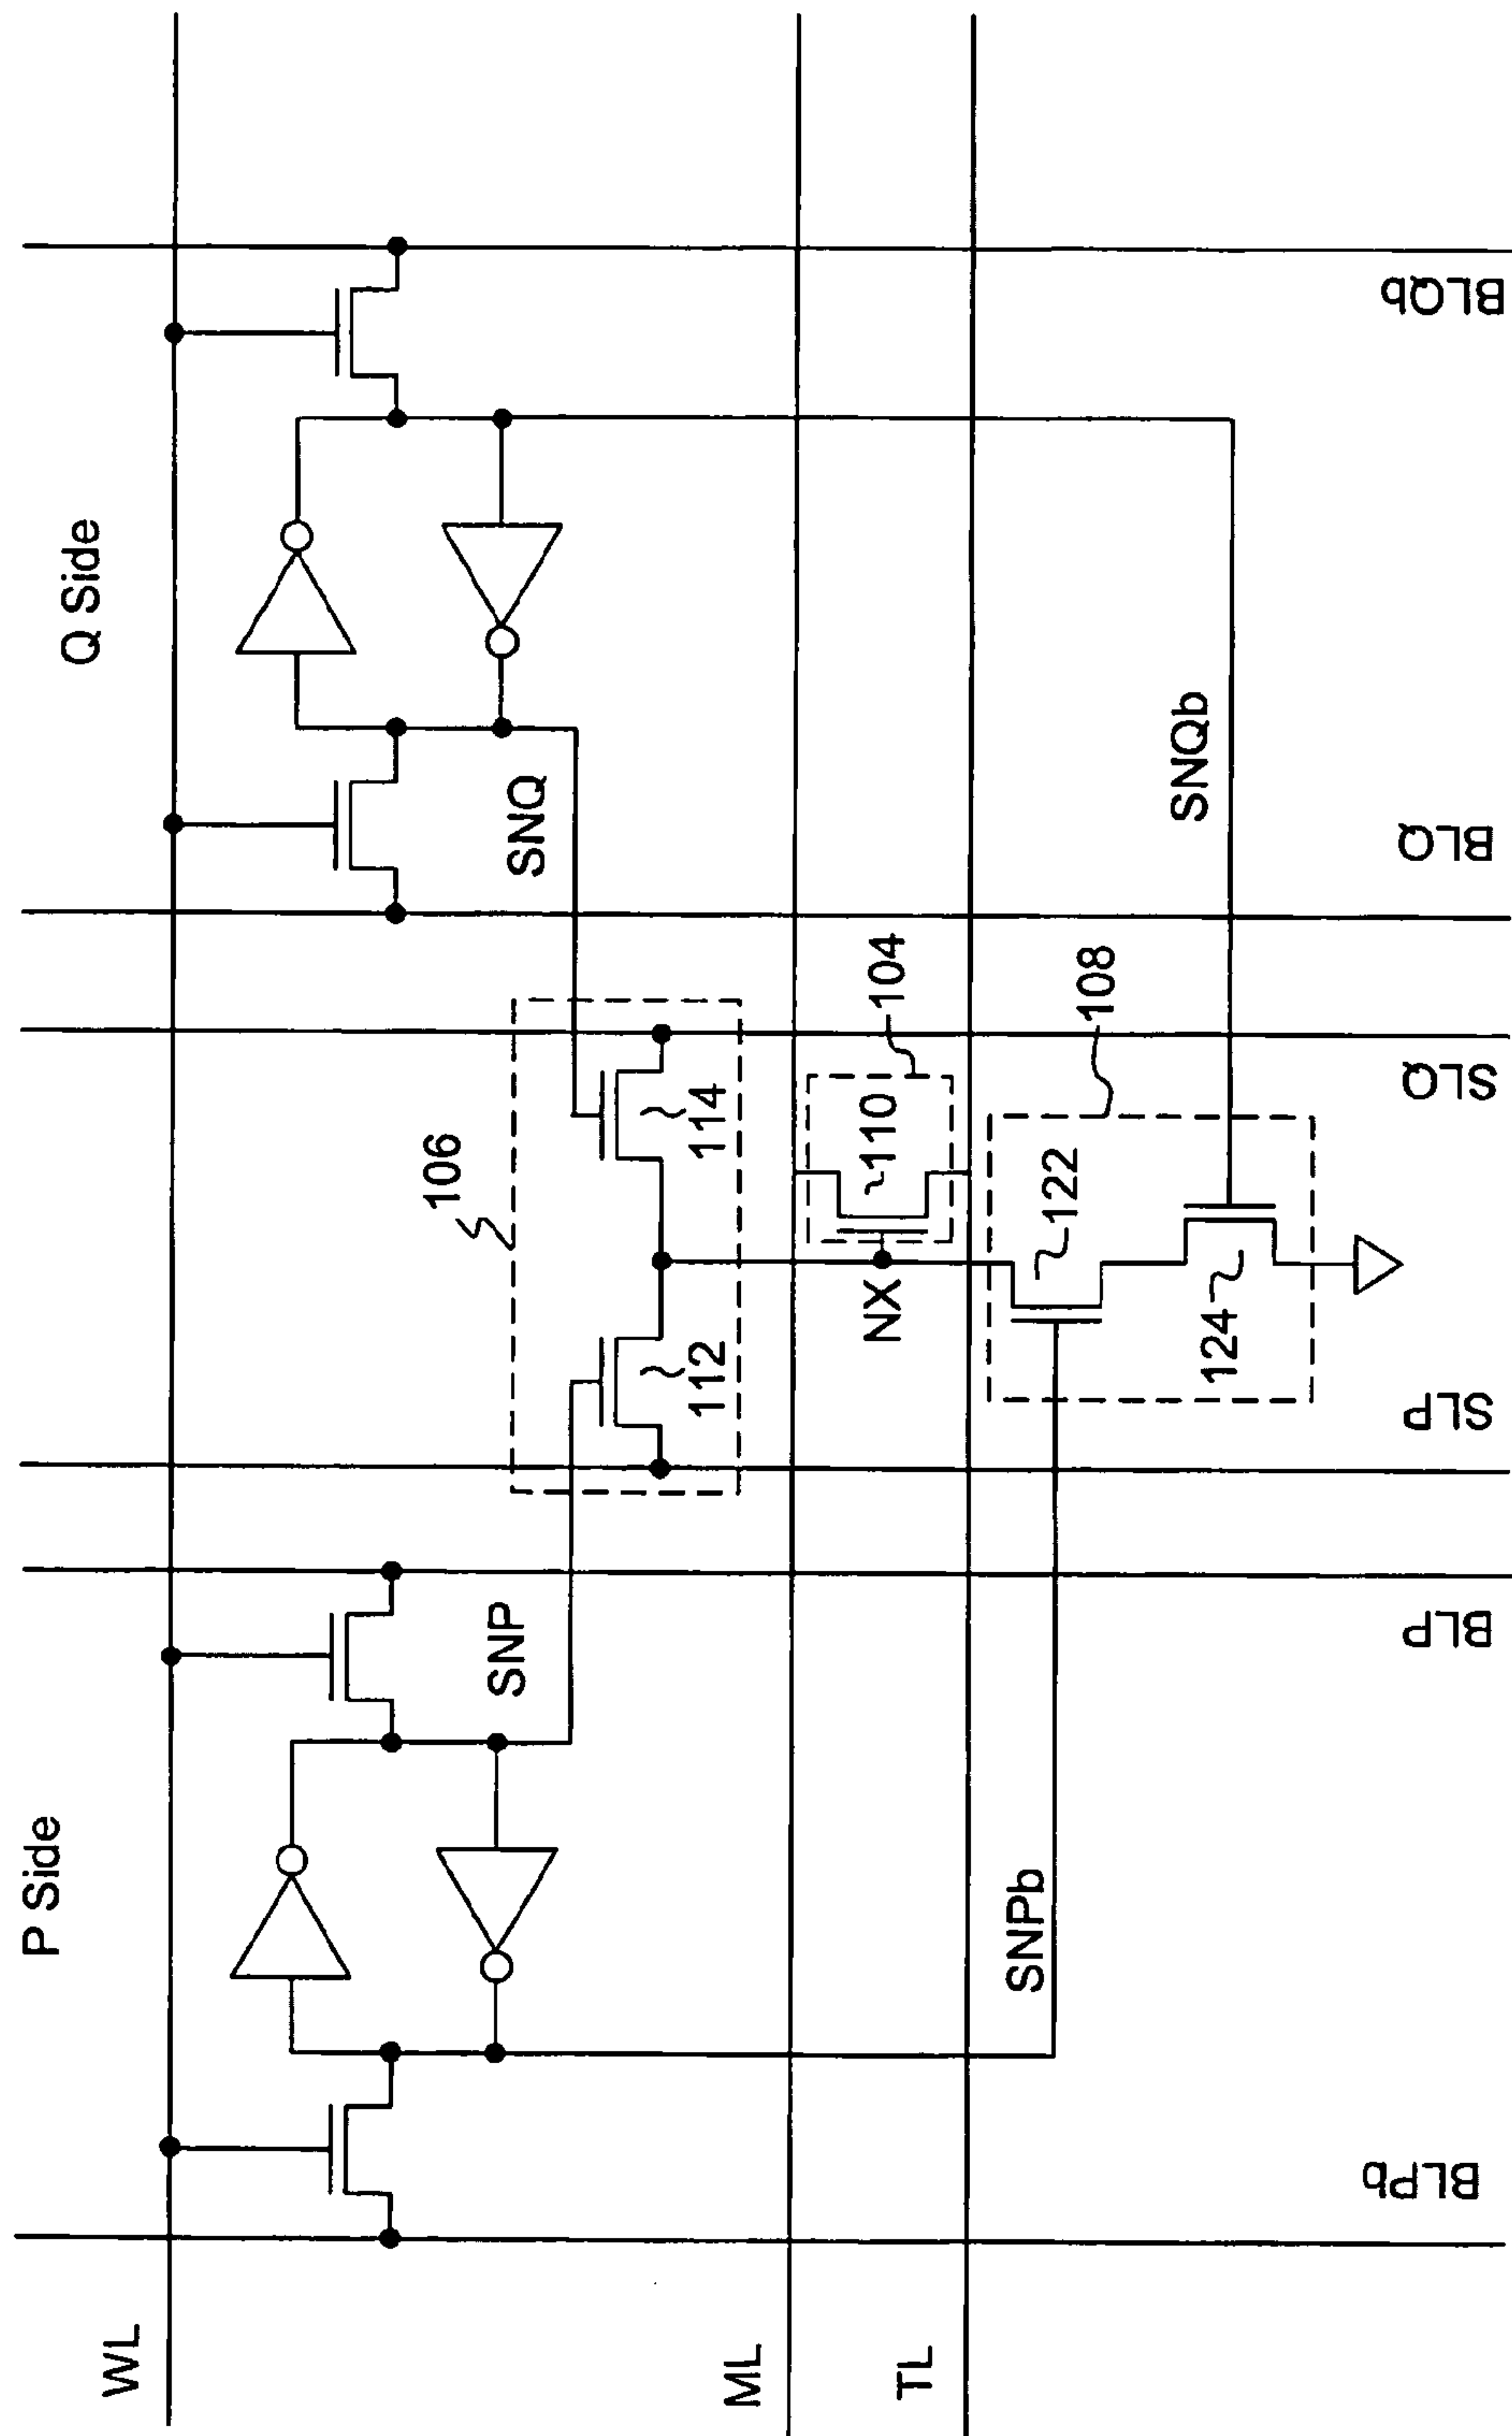 P Side
Q Side
WL
SNP
SNQ
106
112
114
ML
104
110
NX
TL
108
SNPb
122
124
SNQb
BLPb
BLP
SLP
SLQ
BLQ
BLQb